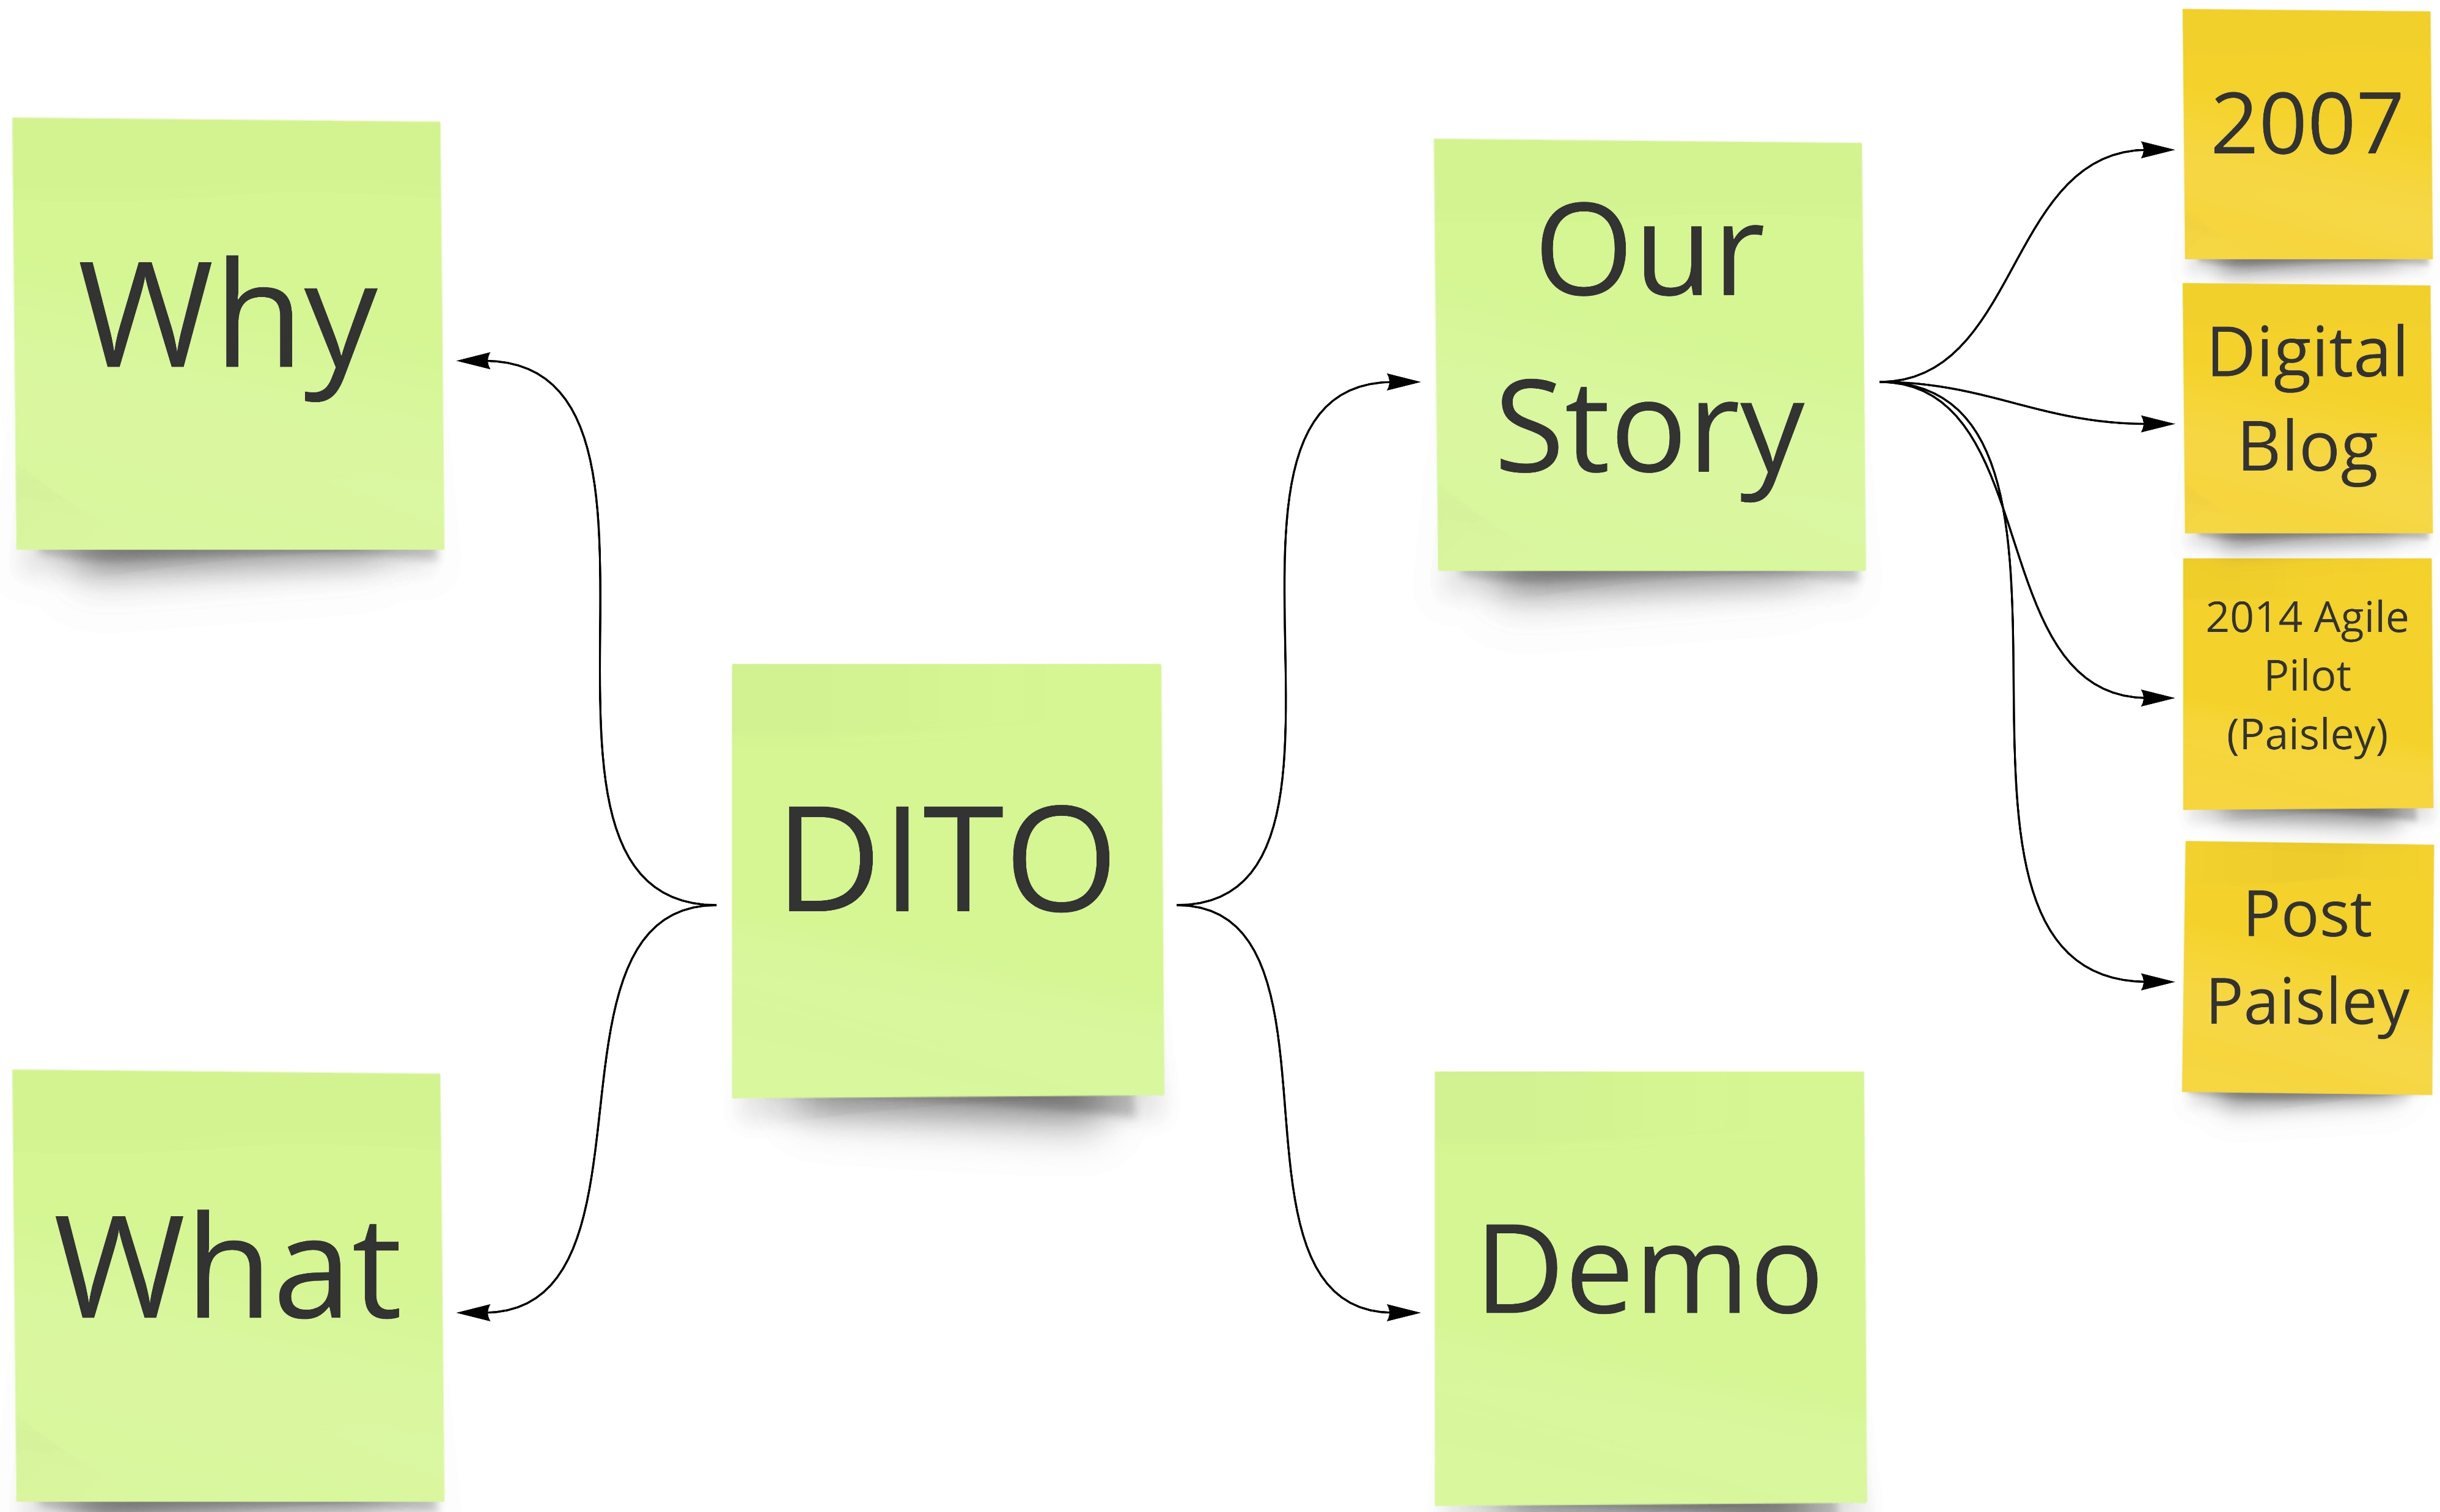 Why
What
DITO
Our
Story
Demo
2007
Digital
Blog
2014 Agile
Pilot
(Paisley)
Post
Paisley